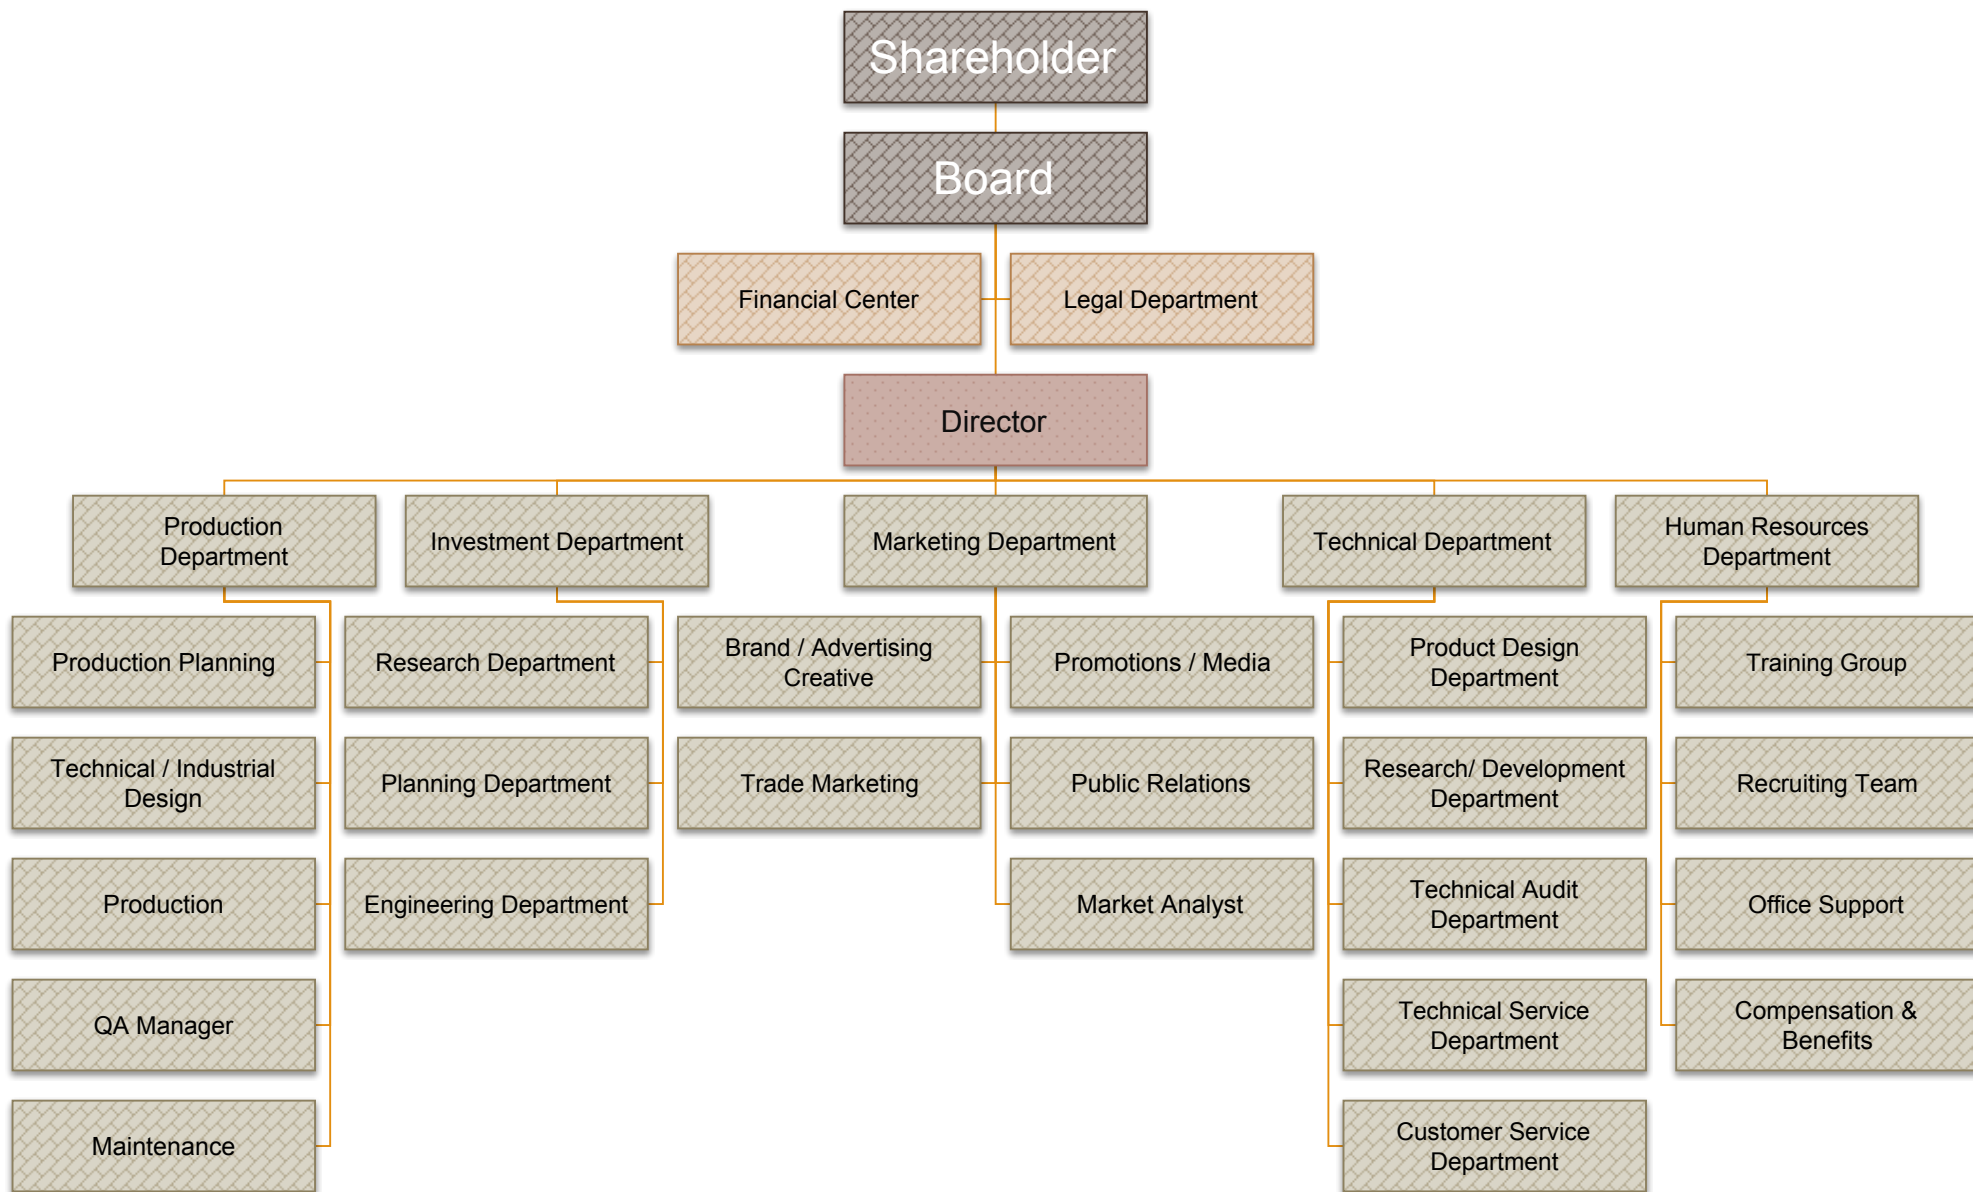 Shareholder
Board
Financial Center
Legal Department
Director
Production
Department
Investment Department
Marketing Department
Technical Department
Human Resources
Department
Production Planning
Technical / Industrial
Design
Production
QA Manager
Maintenance
Research Department
Planning Department
Engineering Department
Brand / Advertising
Creative
Trade Marketing
Promotions / Media
Public Relations
Market Analyst
Product Design
Department
Research/ Development
Department
Technical Audit
Department
Technical Service
Department
Customer Service
Department
Training Group
Recruiting Team
Office Support
Compensation &
Benefits